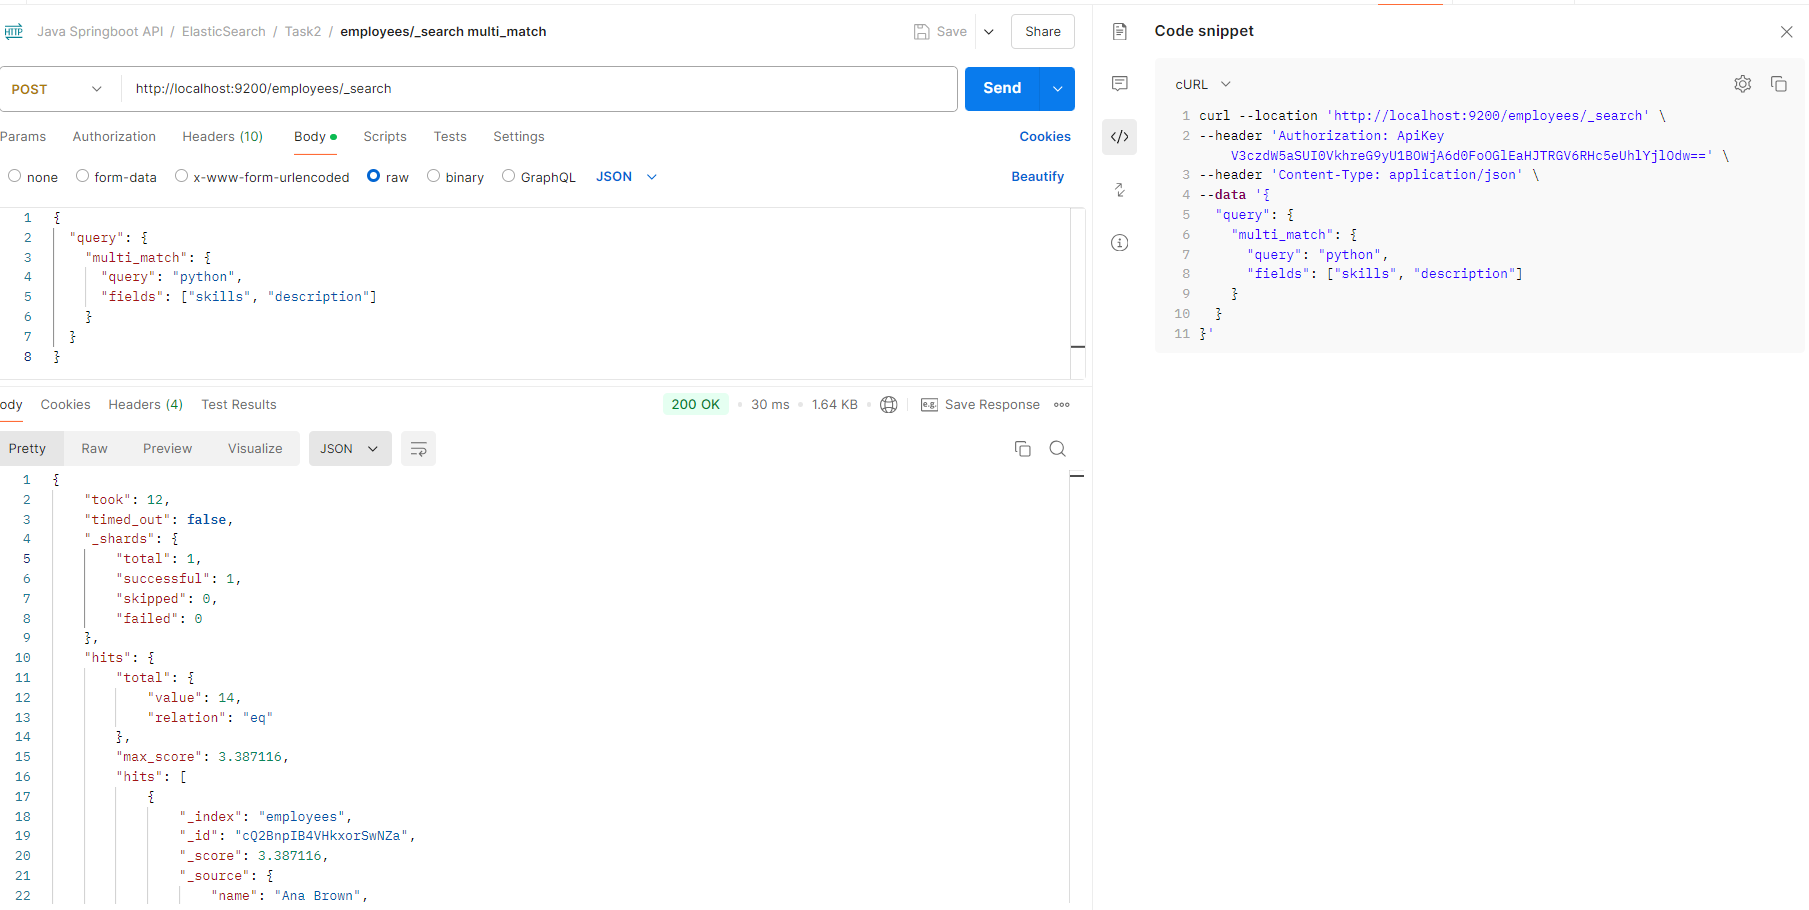 HTTP Java Springboot API / ElasticSearch / Task2 / employees/_search multi_match Save Share
POST http://localhost:9200/employees/_search Send
Params Authorization Headers (10) Body Scripts Tests Settings Cookies
none form-data x-www-form-urlencoded raw binary GraphQL JSON Beautify
1 {
2 "query": {
3 "multi_match": {
4 "query": "python",
5 "fields": ["skills", "description"]
6 }
7 }
8 }
ody Cookies Headers (4) Test Results 200 OK 30 ms 1.64 KB e.g. Save Response
Pretty Raw Preview Visualize JSON
1 {
2 "took": 12,
3 "timed_out": false,
4 "_shards": {
5 "total": 1,
6 "successful": 1,
7 "skipped": 0,
8 "failed": 0
9 },
10 "hits": {
11 "total": {
12 "value": 14,
13 "relation": "eq"
14 },
15 "max_score": 3.387116,
16 "hits": [
17 {
18 "_index": "employees",
19 "_id": "cQ2BnpIB4VHkxorSwNZa",
20 "_score": 3.387116,
21 "_source": {
22 "name": "Ana Brown",
Code snippet
cURL
1 curl --location 'http://localhost:9200/employees/_search' \
2 --header 'Authorization: ApiKey
V3czdW5aSUI0VkhreG9yU1BOWjA6d0FoOGlEaHJTRGV6RHc5eUhlYjlOdw==' \
3 --header 'Content-Type: application/json' \
4 --data '{
5 "query": {
6 "multi_match": {
7 "query": "python",
8 "fields": ["skills", "description"]
9 }
10 }
11 }'